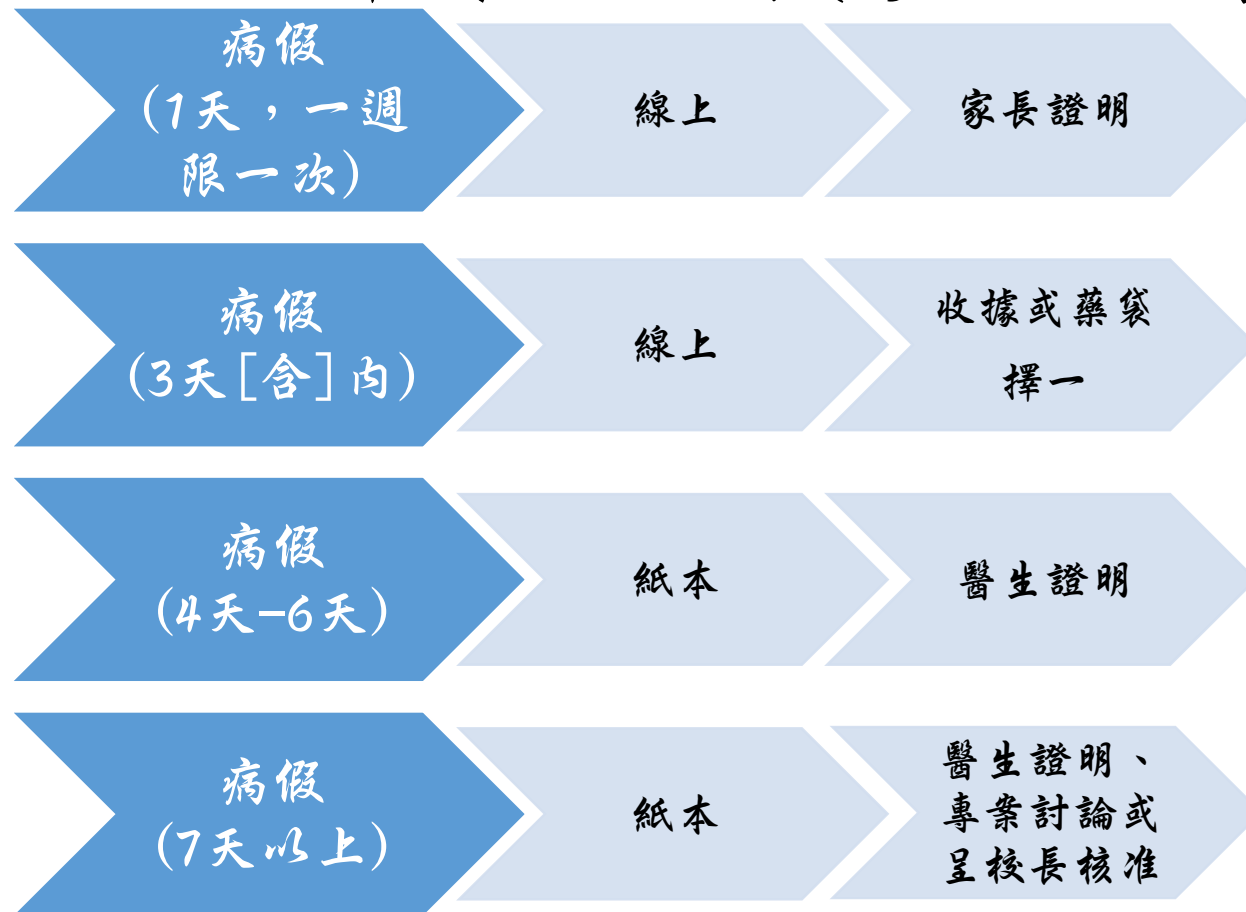 病假
(1天，一週
限一次)
線上
家長證明
病假
(3天[含]內)
線上
收據或藥袋
擇一
病假
(4天-6天)
紙本
醫生證明
病假
(7天以上)
紙本
醫生證明、
專案討論或
呈校長核准